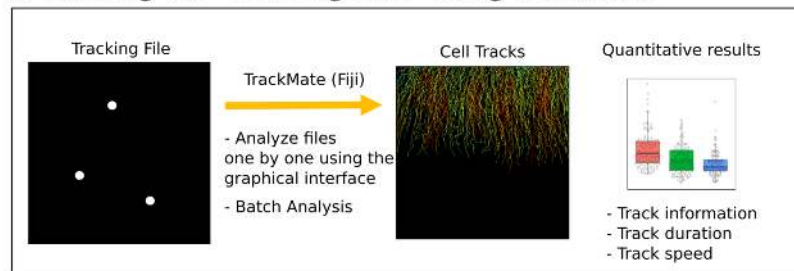 Tracking File
TrackMate (Fiji)
- Analyze files
one by one using the
graphical interface
- Batch Analysis
Cell Tracks
Quantitative results
- Track information
- Track duration
- Track speed